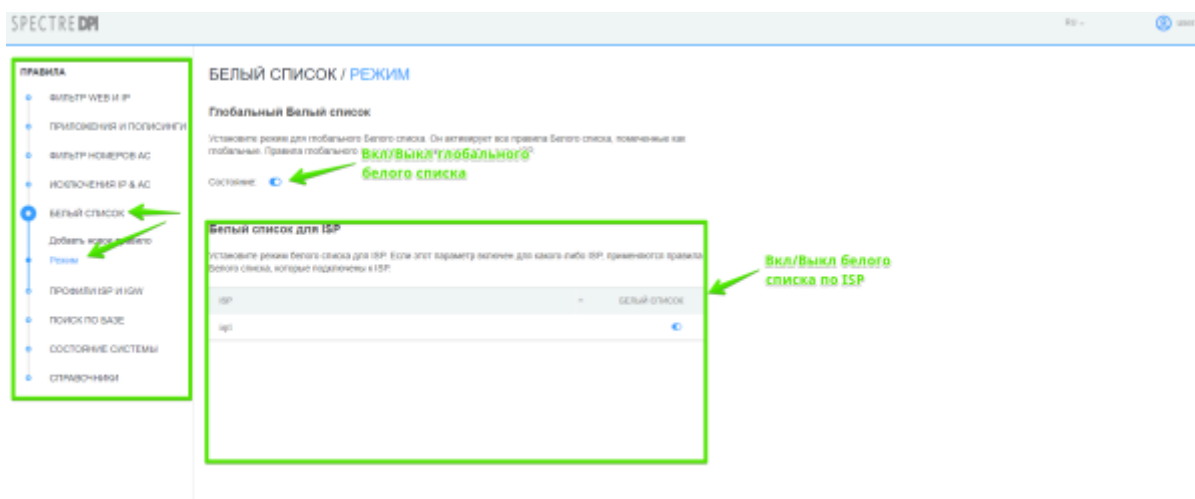 SPECTRE DPI
RU
user
ПРАВИЛА
ФИЛЬТР WEB И IP
ПРИЛОЖЕНИЯ И ПОЛИСИНГИ
ФИЛЬТР НОМЕРОВ АС
ИСКЛЮЧЕНИЯ IP & АС
БЕЛЫЙ СПИСОК
Добавить новое правило
Режим
ПРОФИЛИ ISP И IGW
ПОИСК ПО БАЗЕ
СОСТОЯНИЕ СИСТЕМЫ
СПРАВОЧНИКИ
БЕЛЫЙ СПИСОК / РЕЖИМ
Глобальный Белый список
Установите режим для глобального Белого списка. Он активирует все правила Белого списка, помеченные как
глобальные. Правила глобального ISP.
Вкл/Выкл глобального
белого списка
Состояние
Белый список для ISP
Установите режим белого списка для ISP. Если этот параметр включен для какого-либо ISP, применяются правила
Белого списка, которые подключены к ISP.
ISP
БЕЛЫЙ СПИСОК
isp1
Вкл/Выкл белого
списка по ISP